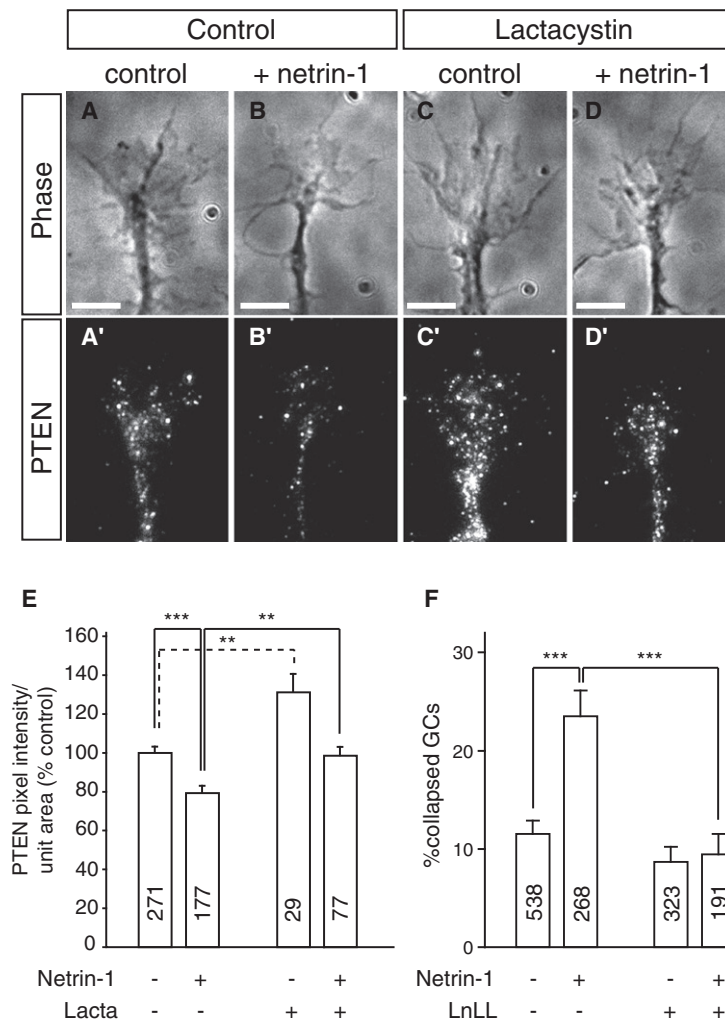 Control Lactacystin
control + netrin-1 control + netrin-1
Phase
A B C D
PTEN
A' B' C' D'
E
PTEN pixel intensity/
unit area (% control)
160
140
120
100
80
60
40
20
0
*** **
**
271 177 29 77
Netrin-1 - + - +
Lacta - - + +
F
%collapsed GCs
30
20
10
0
*** ***
538 268 323 191
Netrin-1 - + - +
LnLL - - + +